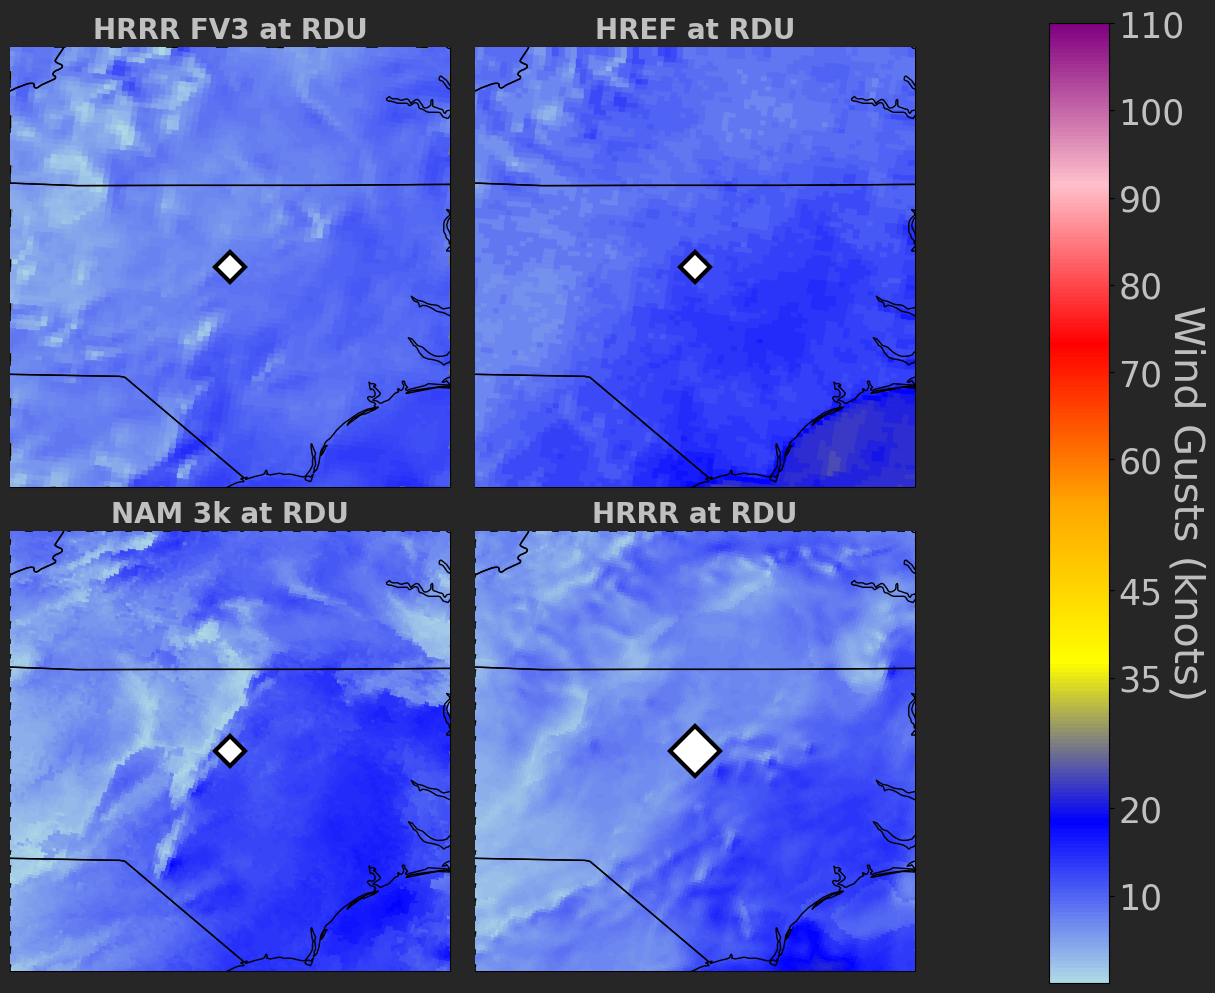 HRRR FV3 at RDU
HREF at RDU
NAM 3k at RDU
HRRR at RDU
110
100
90
80
70
60
45
35
20
10
Wind Gusts (knots)